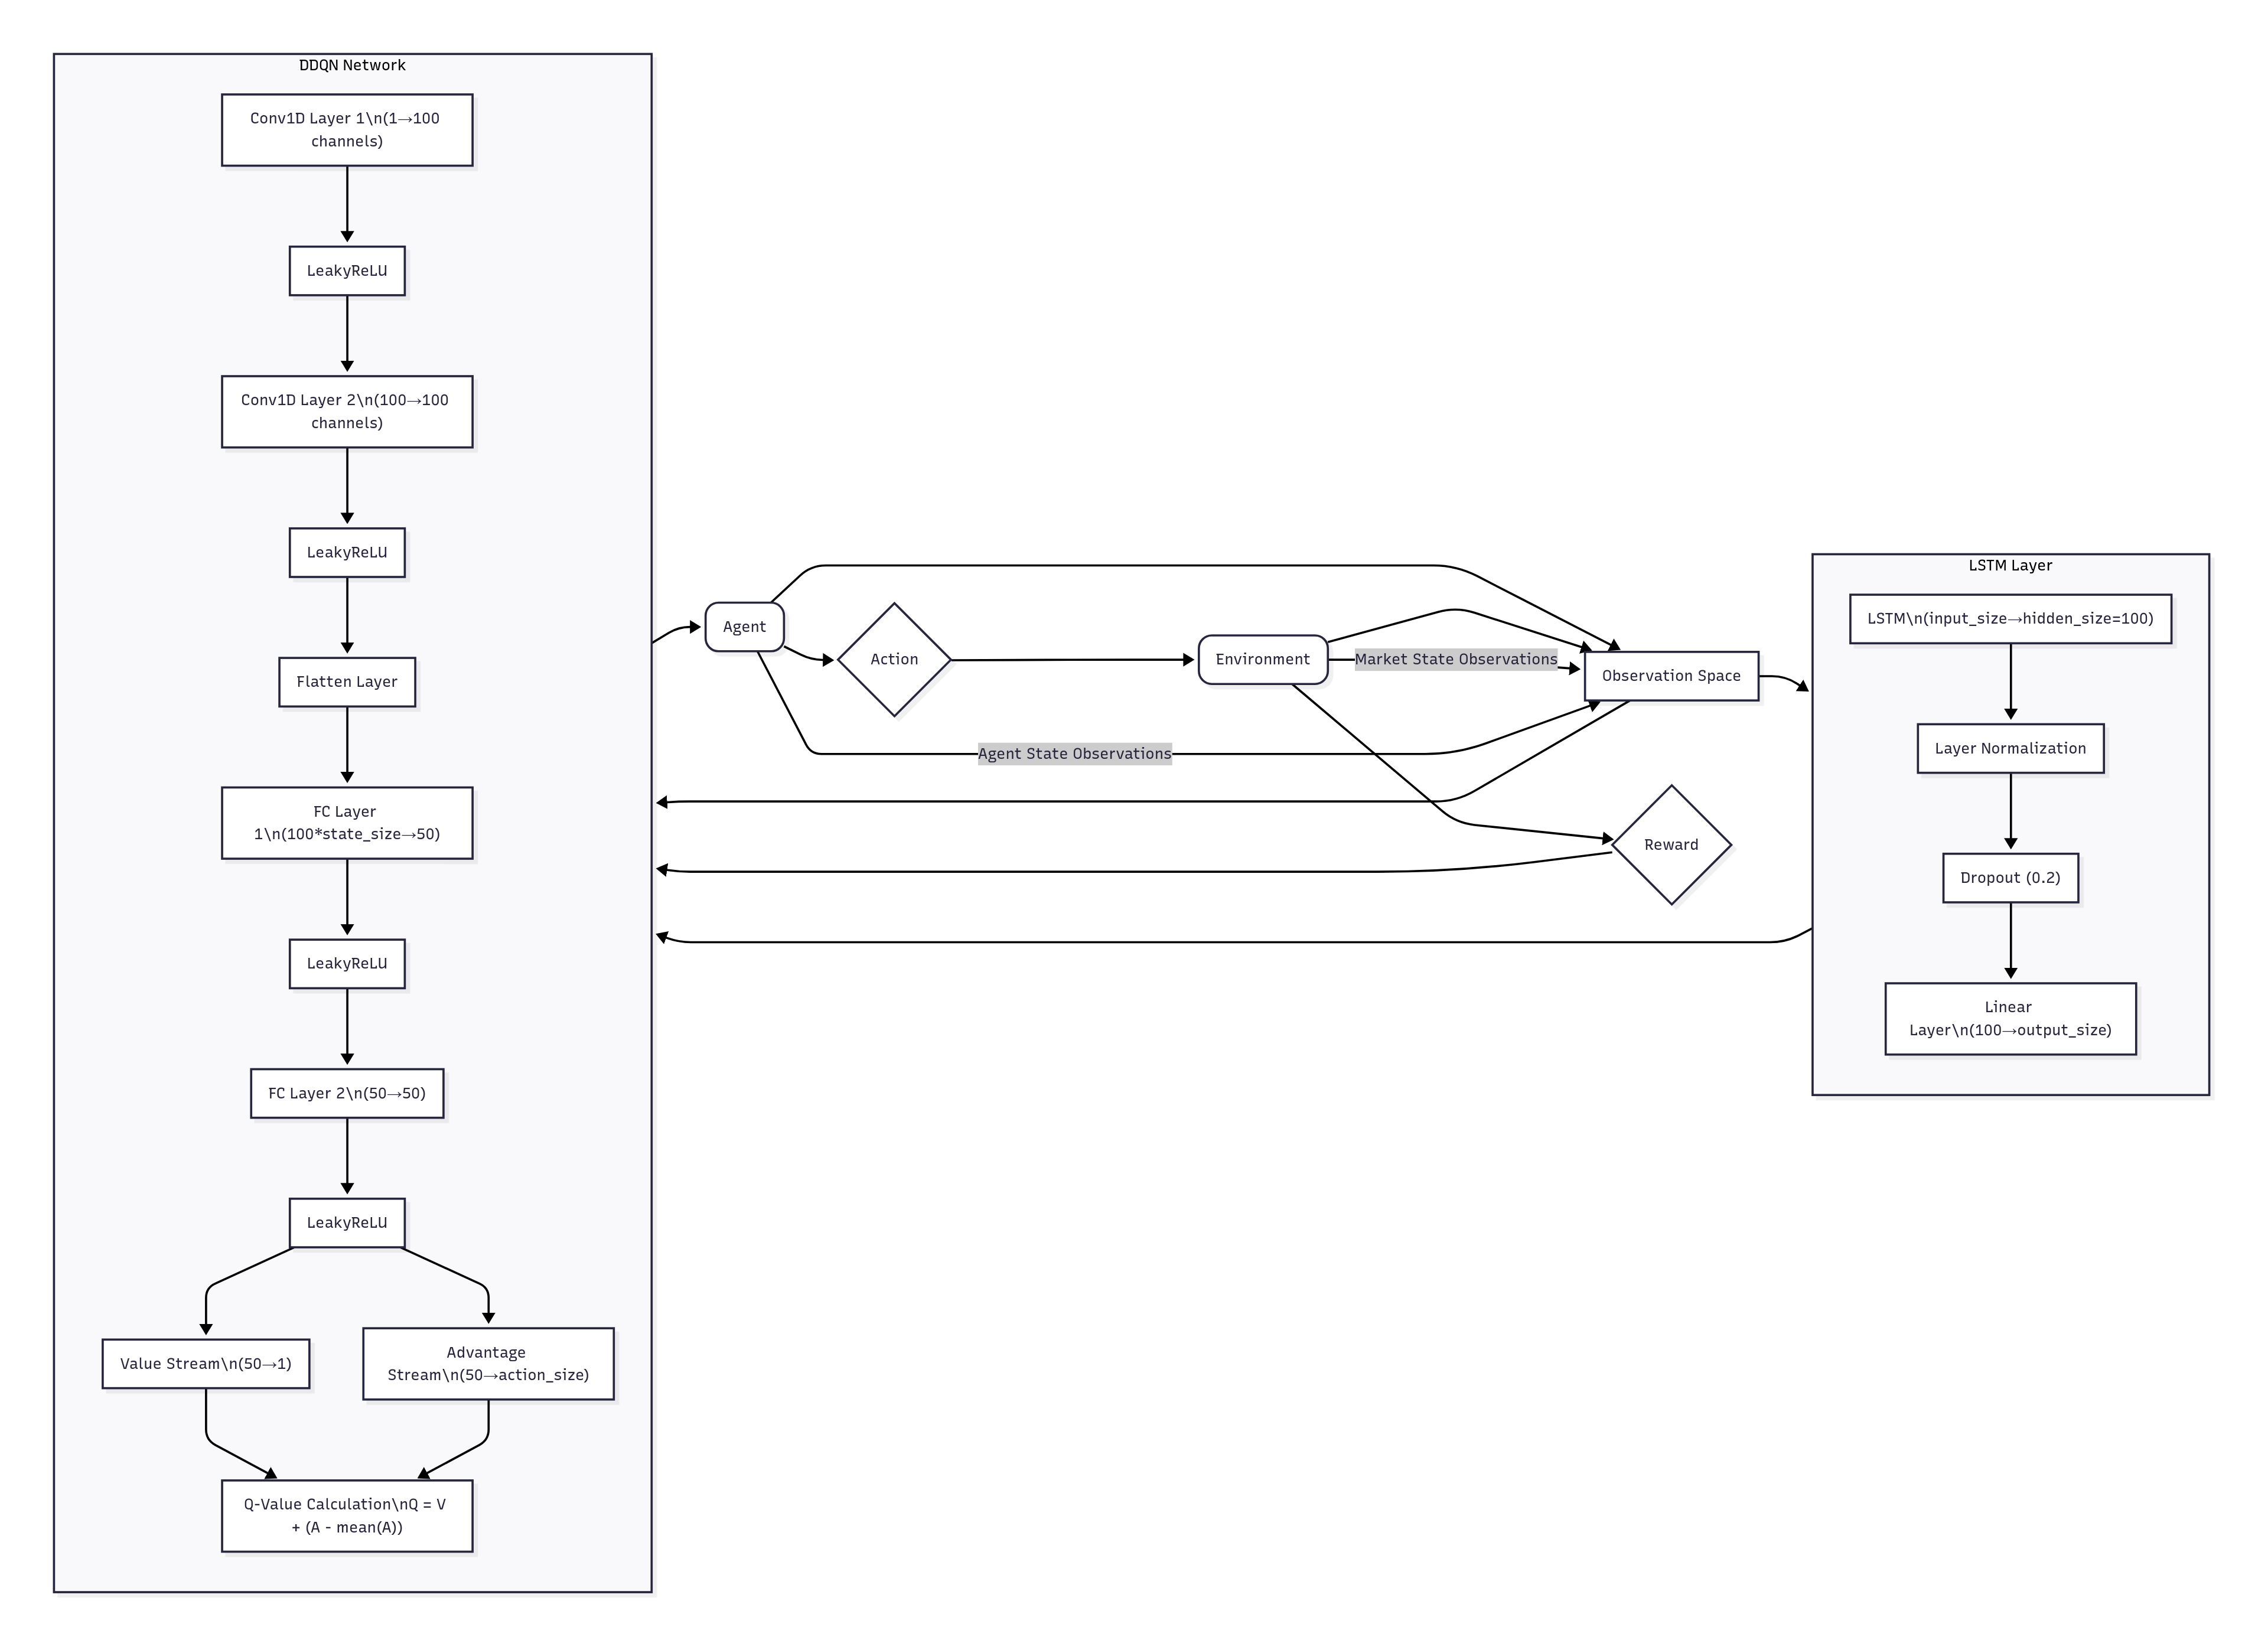 DDQN Network
Conv1D Layer 1\n(1→100
channels)
LeakyReLU
Conv1D Layer 2\n(100→100
channels)
LeakyReLU
Flatten Layer
FC Layer
1\n(100*state_size→50)
LeakyReLU
FC Layer 2\n(50→50)
LeakyReLU
Value Stream\n(50→1)
Advantage
Stream\n(50→action_size)
Q-Value Calculation\nQ = V
+ (A - mean(A))
Agent
Action
Environment
Market State Observations
Observation Space
Agent State Observations
Reward
LSTM Layer
LSTM\n(input_size→hidden_size=100)
Layer Normalization
Dropout (0.2)
Linear
Layer\n(100→output_size)